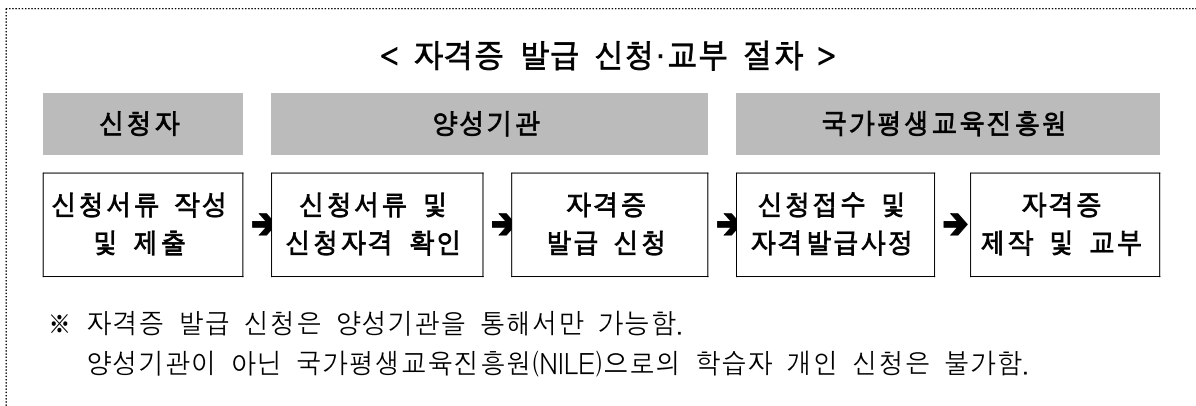 < 자격증 발급 신청·교부 절차 >
신청자
양성기관
국가평생교육진흥원
신청서류 작성
및 제출
➔
신청서류 및
신청자격 확인
➔
자격증
발급 신청
➔
신청접수 및
자격발급사정
➔
자격증
제작 및 교부
※ 자격증 발급 신청은 양성기관을 통해서만 가능함.
양성기관이 아닌 국가평생교육진흥원(NILE)으로의 학습자 개인 신청은 불가함.